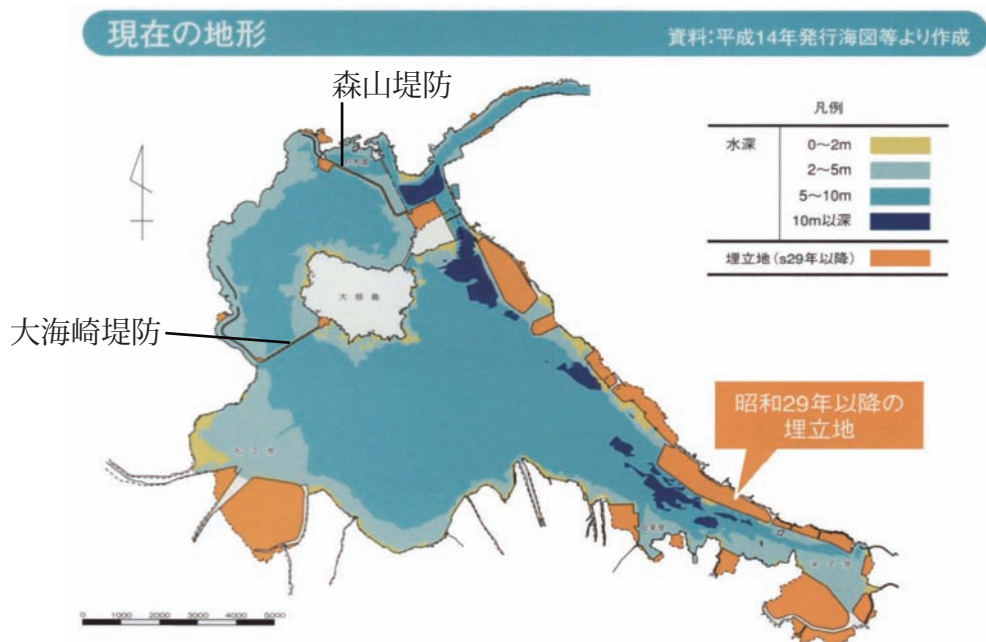 現在の地形
資料:平成14年発行海図等より作成
森山堤防
凡例
水深
0〜2m
2〜5m
5〜10m
10m以深
埋立地(s29年以降)
大根島
大海崎堤防
昭和29年以降の
埋立地
0 1000 2000 3000 4000 5000